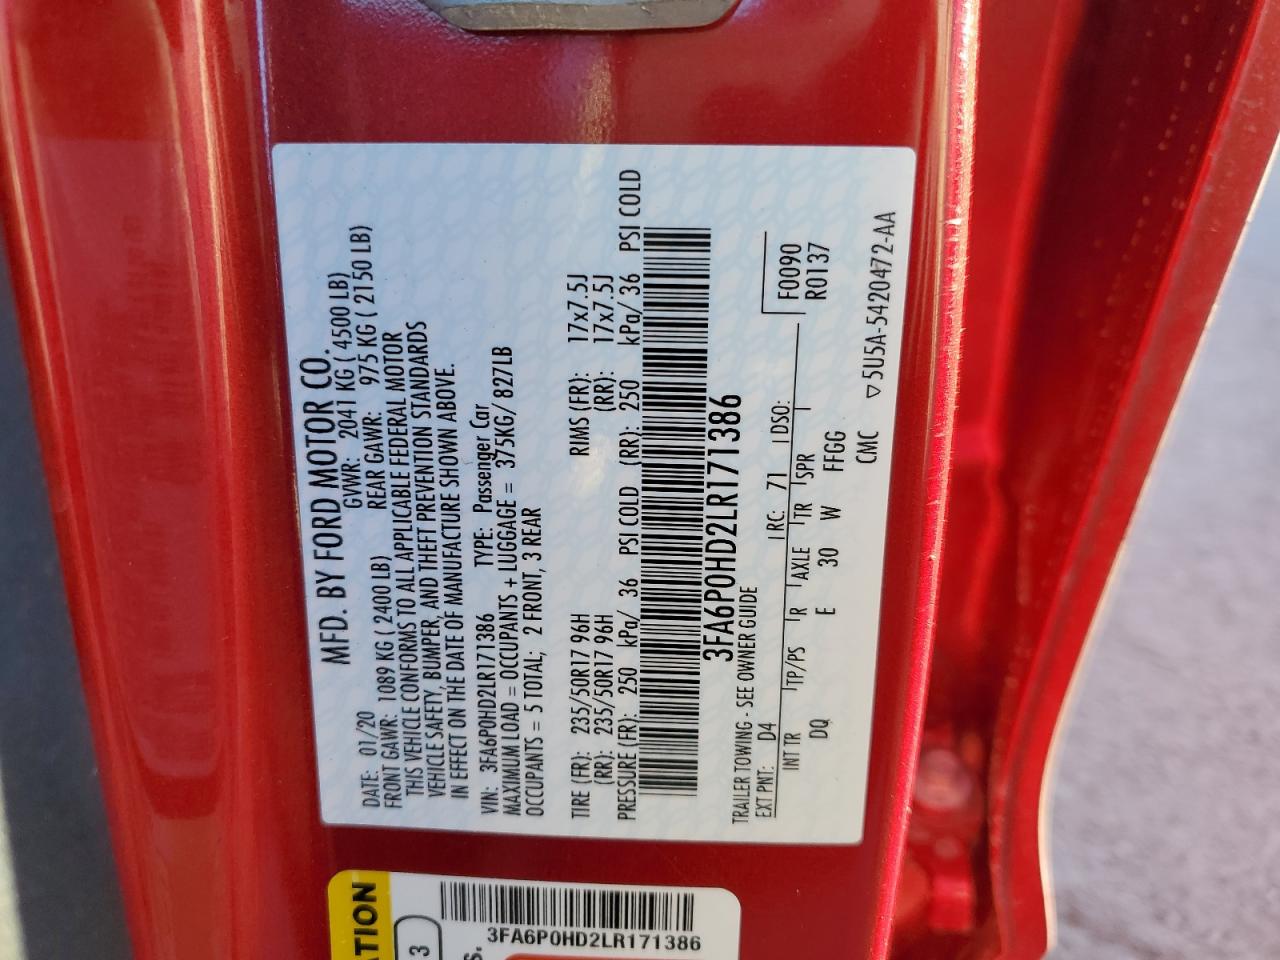 MFD. BY FORD MOTOR CO.
DATE: 01/20 GVWR: 2041 KG ( 4500 LB)
FRONT GAWR: 1089 KG ( 2400 LB) REAR GAWR: 975 KG ( 2150 LB)
THIS VEHICLE CONFORMS TO ALL APPLICABLE FEDERAL MOTOR
VEHICLE SAFETY, BUMPER, AND THEFT PREVENTION STANDARDS
IN EFFECT ON THE DATE OF MANUFACTURE SHOWN ABOVE.
VIN: 3FA6P0HD2LR171386 TYPE: Passenger Car
MAXIMUM LOAD = OCCUPANTS + LUGGAGE = 375KG/ 827LB
OCCUPANTS = 5 TOTAL; 2 FRONT, 3 REAR
TIRE (FR): 235/50R17 96H RIMS (FR): 17x7.5J
(RR): 235/50R17 96H (RR): 17x7.5J
PRESSURE (FR): 250 kPa/ 36 PSI COLD (RR): 250 kPa/ 36 PSI COLD
3FA6P0HD2LR171386
TRAILER TOWING - SEE OWNER GUIDE
EXT PNT: D4 RC: 71 DSO:
F0090
R0137
INT TR TP/PS R AXLE TR SPR
DQ E 30 W FFGG
CMC ▽ 5U5A-5420472-AA
ATION
3
S.
3FA6P0HD2LR171386